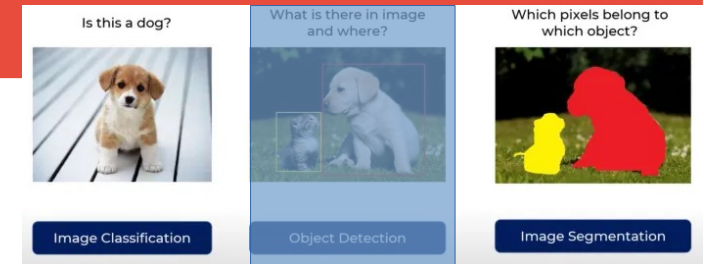 Is this a dog?
What is there in image
and where?
Which pixels belong to
which object?
Image Classification
Object Detection
Image Segmentation